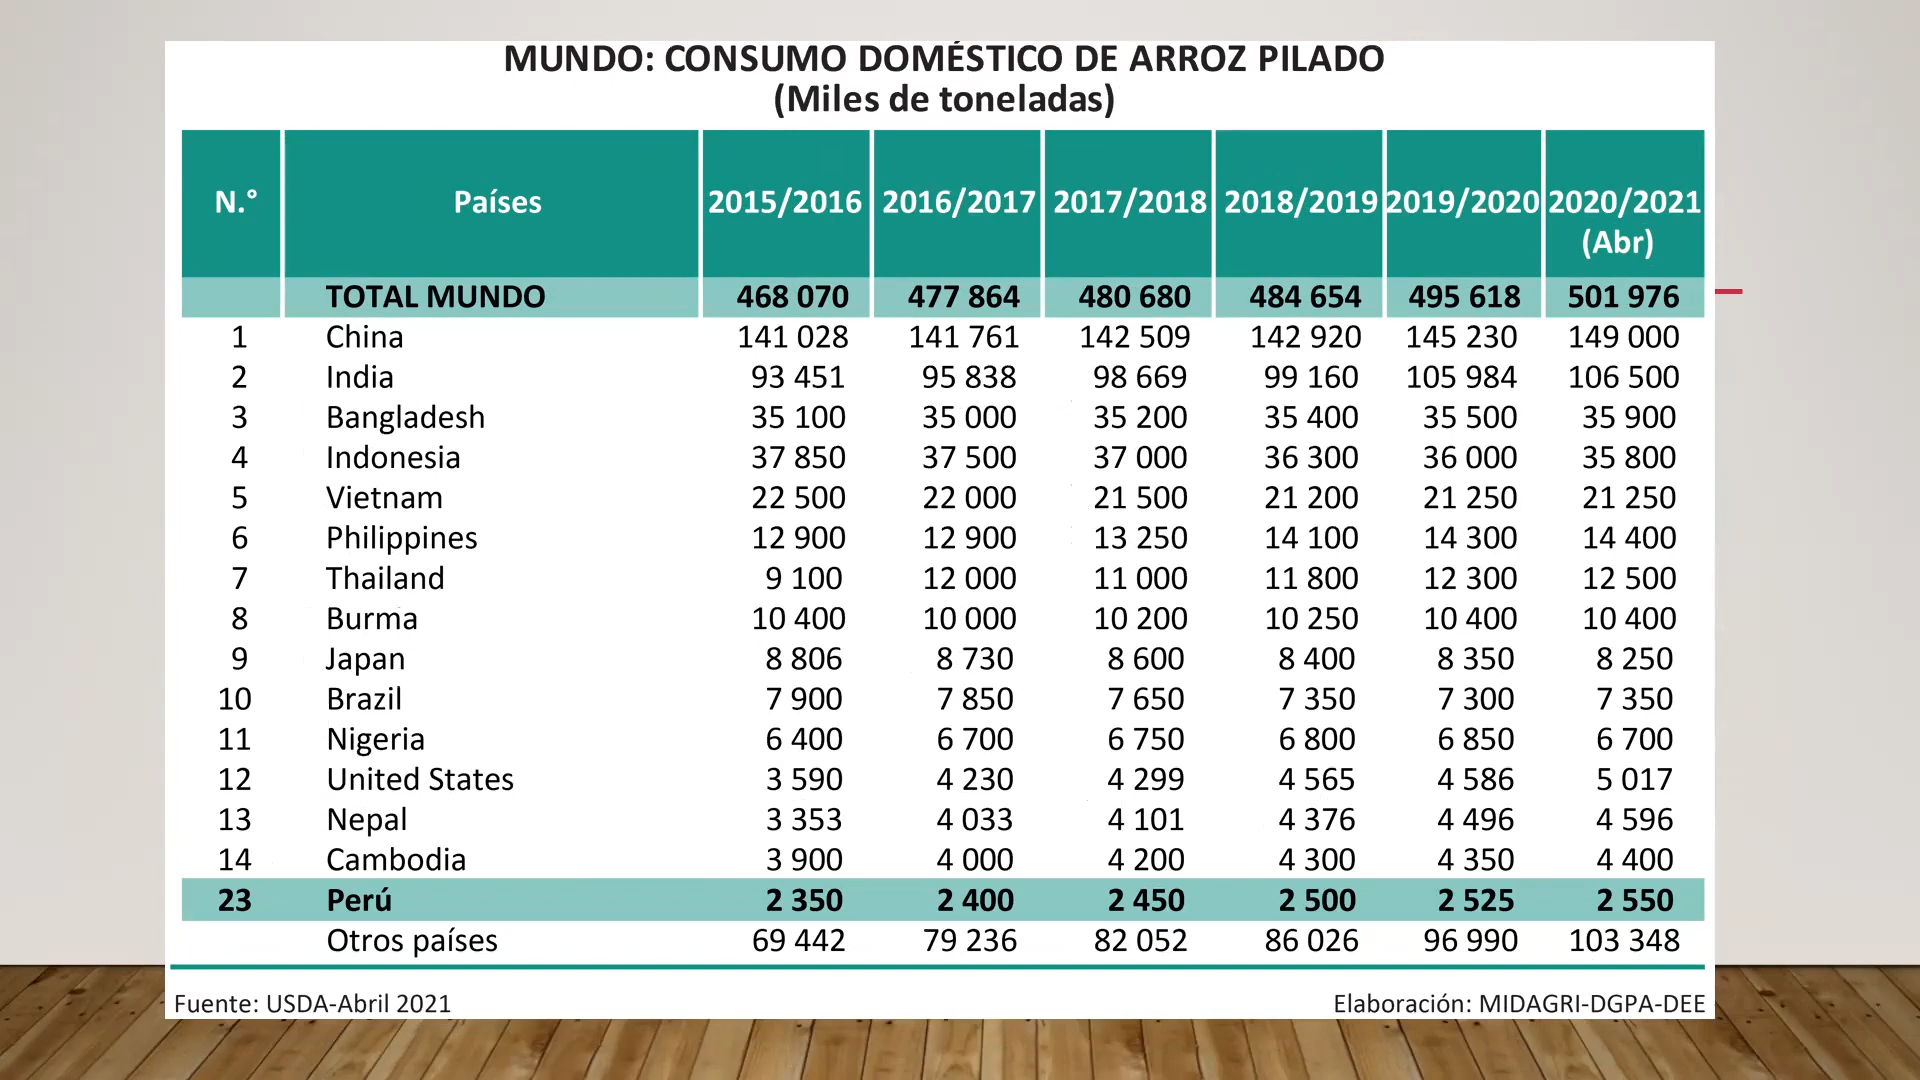 MUNDO: CONSUMO DOMÉSTICO DE ARROZ PILADO
(Miles de toneladas)
N.° Países 2015/2016 2016/2017 2017/2018 2018/2019 2019/2020 2020/2021
(Abr)
TOTAL MUNDO 468 070 477 864 480 680 484 654 495 618 501 976
1 China 141 028 141 761 142 509 142 920 145 230 149 000
2 India 93 451 95 838 98 669 99 160 105 984 106 500
3 Bangladesh 35 100 35 000 35 200 35 400 35 500 35 900
4 Indonesia 37 850 37 500 37 000 36 300 36 000 35 800
5 Vietnam 22 500 22 000 21 500 21 200 21 250 21 250
6 Philippines 12 900 12 900 13 250 14 100 14 300 14 400
7 Thailand 9 100 12 000 11 000 11 800 12 300 12 500
8 Burma 10 400 10 000 10 200 10 250 10 400 10 400
9 Japan 8 806 8 730 8 600 8 400 8 350 8 250
10 Brazil 7 900 7 850 7 650 7 350 7 300 7 350
11 Nigeria 6 400 6 700 6 750 6 800 6 850 6 700
12 United States 3 590 4 230 4 299 4 565 4 586 5 017
13 Nepal 3 353 4 033 4 101 4 376 4 496 4 596
14 Cambodia 3 900 4 000 4 200 4 300 4 350 4 400
23 Perú 2 350 2 400 2 450 2 500 2 525 2 550
Otros países 69 442 79 236 82 052 86 026 96 990 103 348
Fuente: USDA-Abril 2021 Elaboración: MIDAGRI-DGPA-DEE